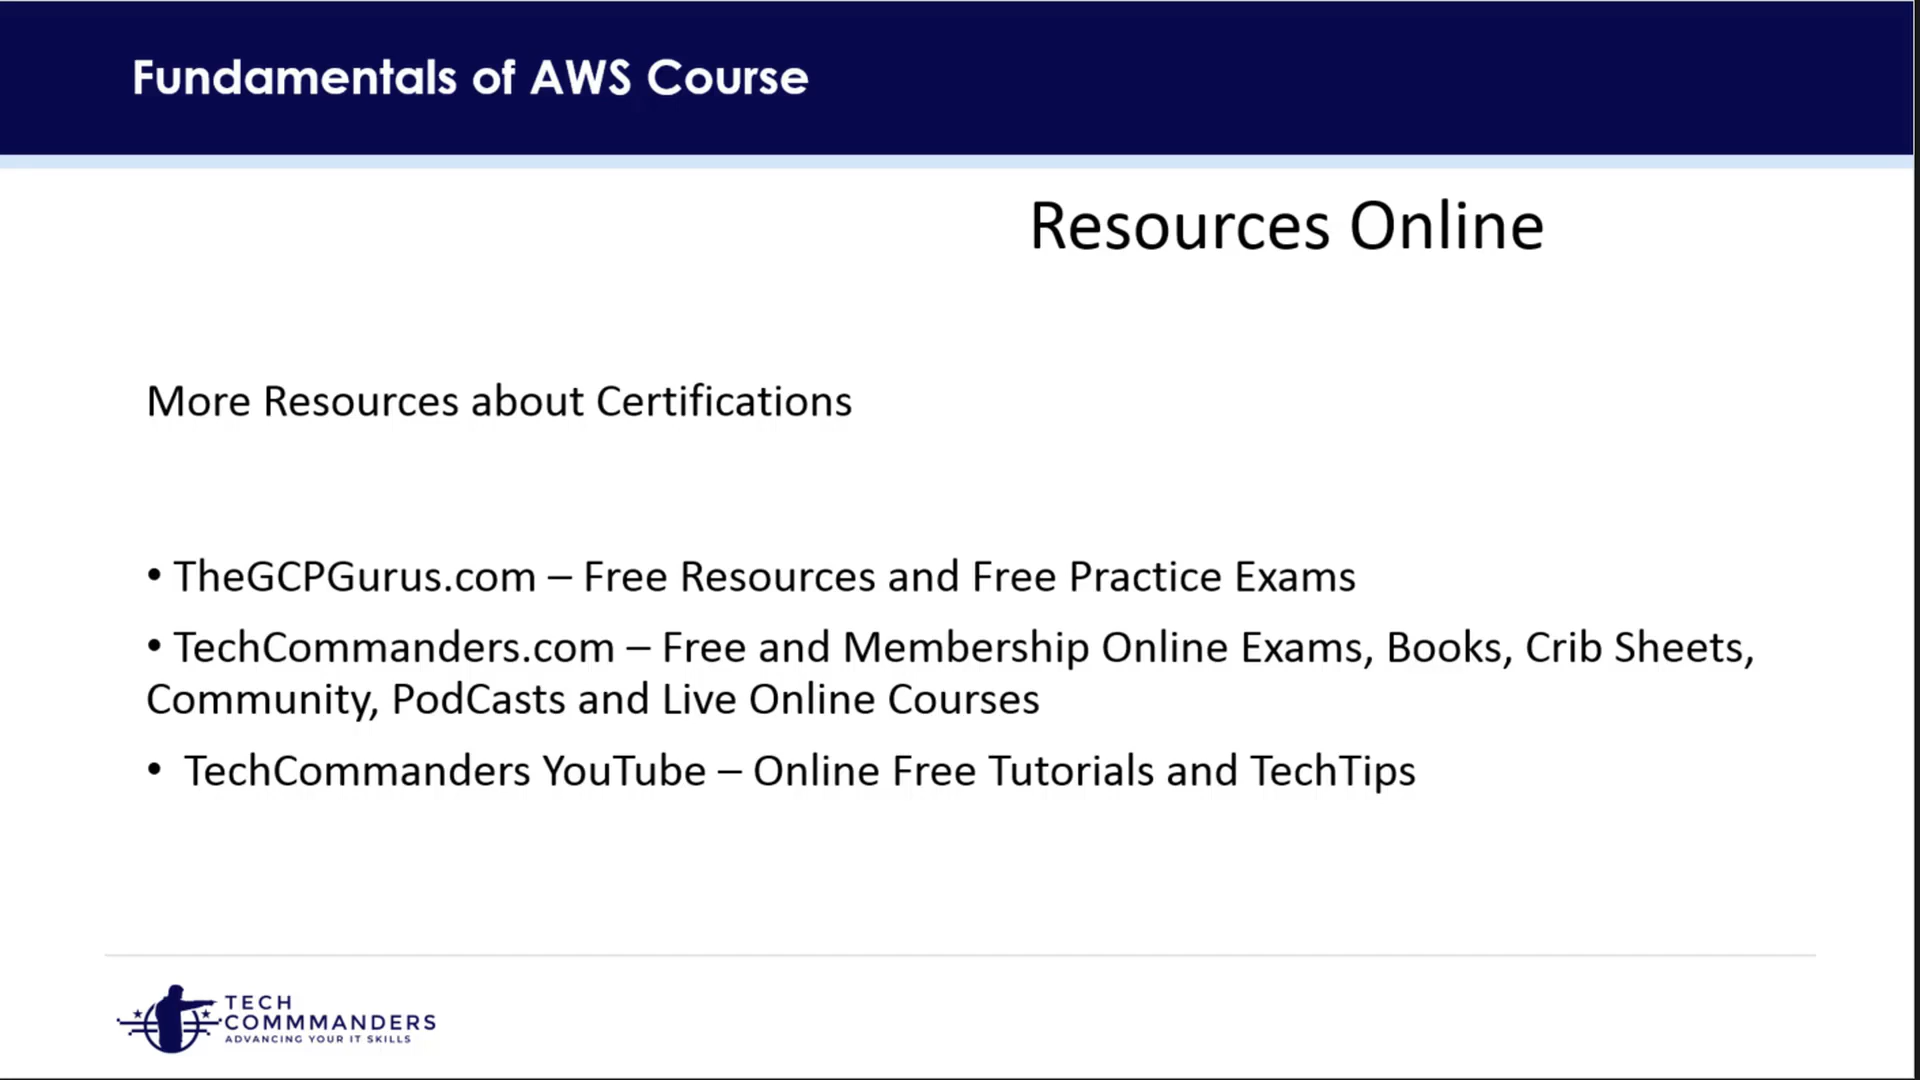 Fundamentals of AWS Course
Resources Online
More Resources about Certifications
• TheGCPGurus.com – Free Resources and Free Practice Exams
• TechCommanders.com – Free and Membership Online Exams, Books, Crib Sheets,
Community, PodCasts and Live Online Courses
• TechCommanders YouTube – Online Free Tutorials and TechTips
TECH
COMMMANDERS
ADVANCING YOUR IT SKILLS